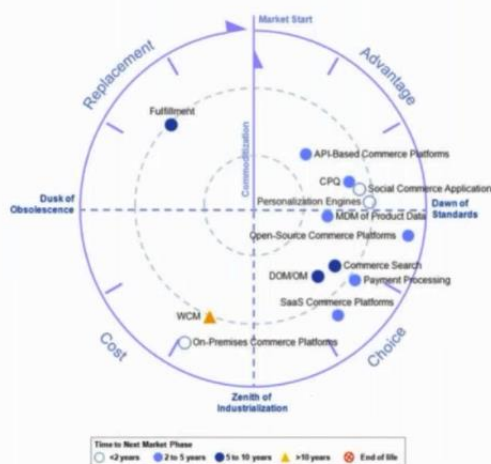 Market Start
Replacement
Advantage
Commoditization
Fulfillment
API-Based Commerce Platforms
CPQ
Social Commerce Application
Personalization Engines
Dusk of
Obsolescence
Dawn of
Standards
MDM of Product Data
Open-Source Commerce Platforms
Commerce Search
DOM/OM
Payment Processing
SaaS Commerce Platforms
WCM
On-Premises Commerce Platforms
Cost
Choice
Zenith of
Industrialization
Time to Next Market Phase
<2 years 2 to 5 years 5 to 10 years >10 years End of life